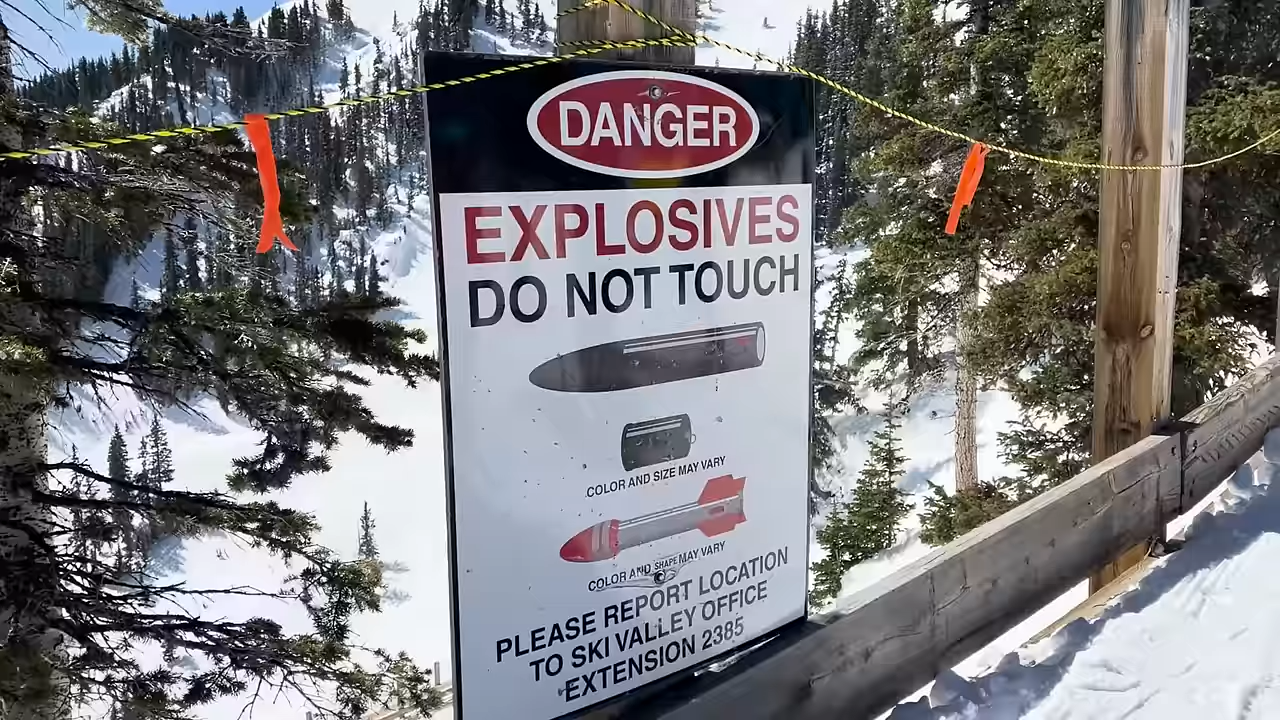 DANGER
EXPLOSIVES
DO NOT TOUCH
COLOR AND SIZE MAY VARY
COLOR AND SHAPE MAY VARY
PLEASE REPORT LOCATION
TO SKI VALLEY OFFICE
EXTENSION 2385